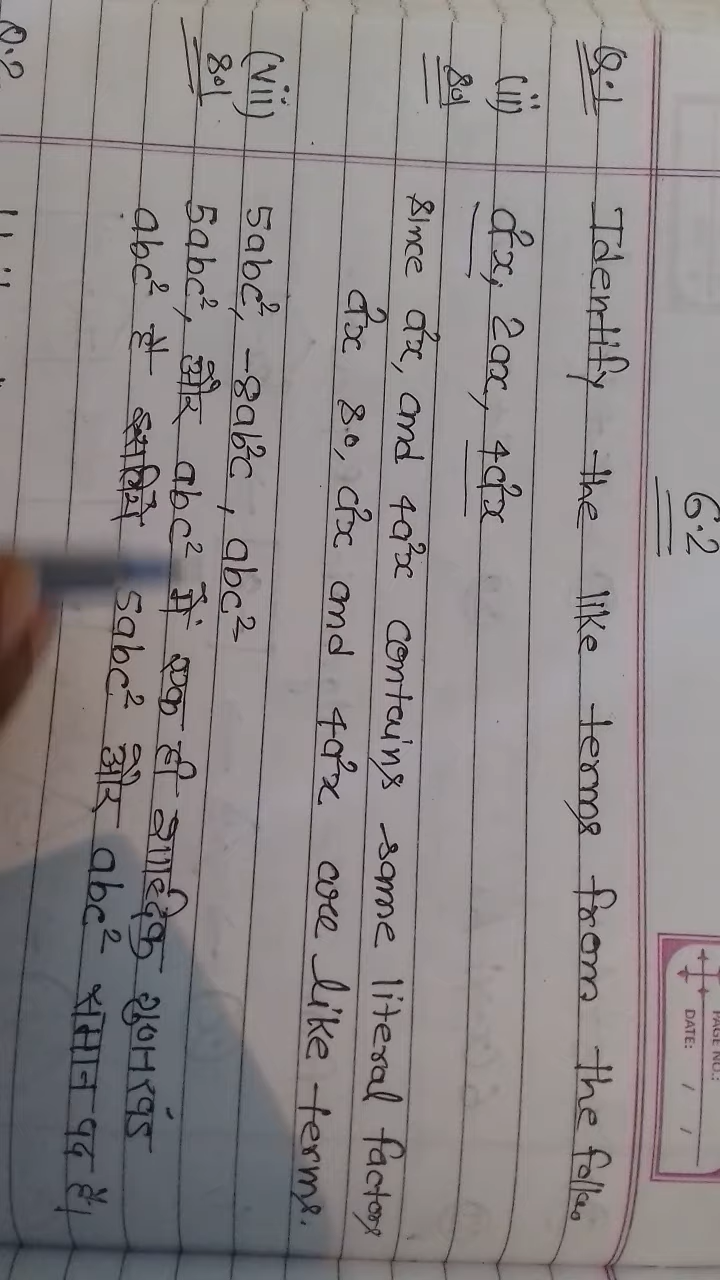 PAGE NO.:
DATE: / /
6.2
Q.1 Identify the like terms from the follo
(ii) a²x, 2ax, 4a²x
Sol since a²x, and 4a²x contains same literal factors
a²x so, a²x and 4a²x are like terms.
(vii) 5abc², -8ab²c, abc²
Sol 5abc², और abc² में एक ही शाब्दिक गुणनखंड
abc² है इसलिये 5abc² और abc² समान पद है।
Q.2